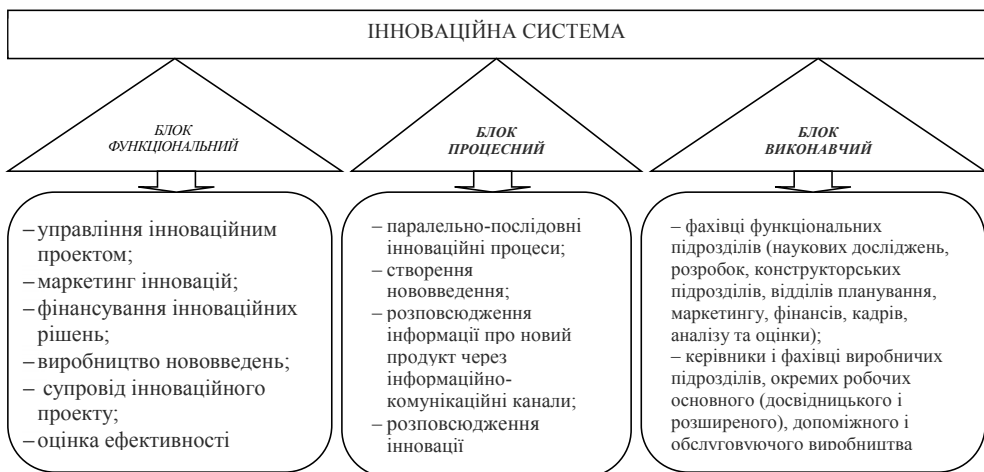 ІННОВАЦІЙНА СИСТЕМА
БЛОК
ФУНКЦІОНАЛЬНИЙ
БЛОК
ПРОЦЕСНИЙ
БЛОК
ВИКОНАВЧИЙ
– управління інноваційним
проектом;
– маркетинг інновацій;
– фінансування інноваційних
рішень;
– виробництво нововведень;
– супровід інноваційного
проекту;
– оцінка ефективності
– паралельно-послідовні
інноваційні процеси;
– створення
нововведення;
– розповсюдження
інформації про новий
продукт через
інформаційно-
комунікаційні канали;
– розповсюдження
інновації
– фахівці функціональних
підрозділів (наукових досліджень,
розробок, конструкторських
підрозділів, відділів планування,
маркетингу, фінансів, кадрів,
аналізу та оцінки);
– керівники і фахівці виробничих
підрозділів, окремих робочих
основного (досвідницького і
розширеного), допоміжного і
обслуговуючого виробництва